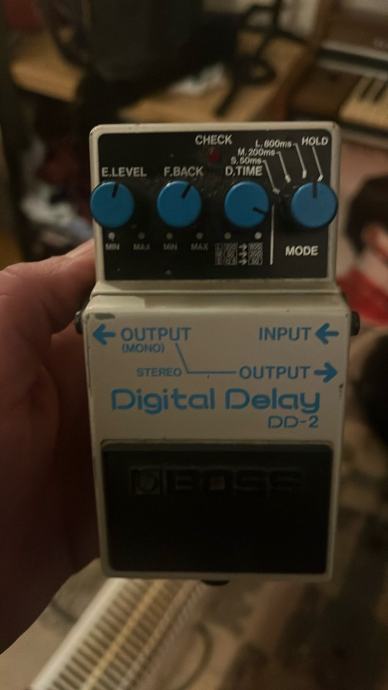 CHECK
L. 800ms
HOLD
M. 200ms
S. 50ms
E.LEVEL
F.BACK
D.TIME
MIN MAX MIN MAX
MODE
OUTPUT
(MONO)
INPUT
STEREO
OUTPUT
Digital Delay
DD-2
BOSS